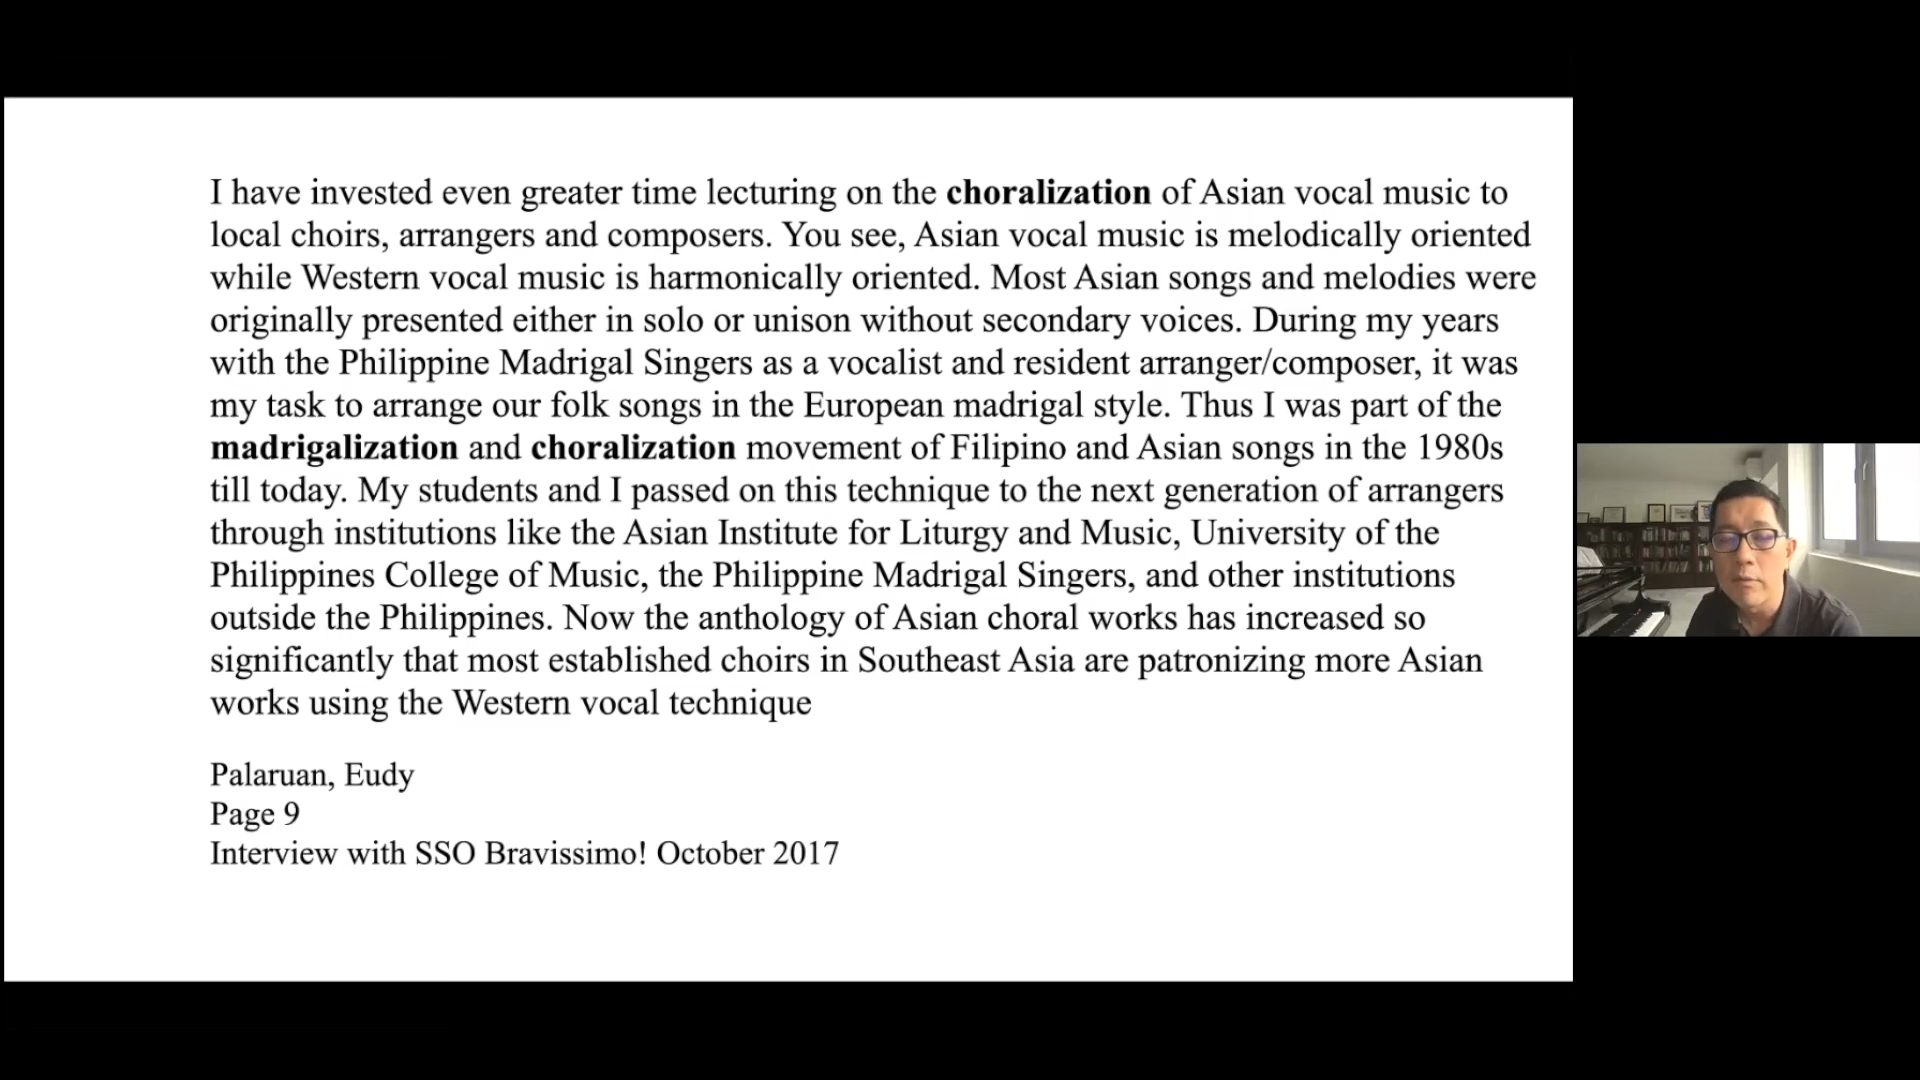 I have invested even greater time lecturing on the choralization of Asian vocal music to
local choirs, arrangers and composers. You see, Asian vocal music is melodically oriented
while Western vocal music is harmonically oriented. Most Asian songs and melodies were
originally presented either in solo or unison without secondary voices. During my years
with the Philippine Madrigal Singers as a vocalist and resident arranger/composer, it was
my task to arrange our folk songs in the European madrigal style. Thus I was part of the
madrigalization and choralization movement of Filipino and Asian songs in the 1980s
till today. My students and I passed on this technique to the next generation of arrangers
through institutions like the Asian Institute for Liturgy and Music, University of the
Philippines College of Music, the Philippine Madrigal Singers, and other institutions
outside the Philippines. Now the anthology of Asian choral works has increased so
significantly that most established choirs in Southeast Asia are patronizing more Asian
works using the Western vocal technique
Palaruan, Eudy
Page 9
Interview with SSO Bravissimo! October 2017